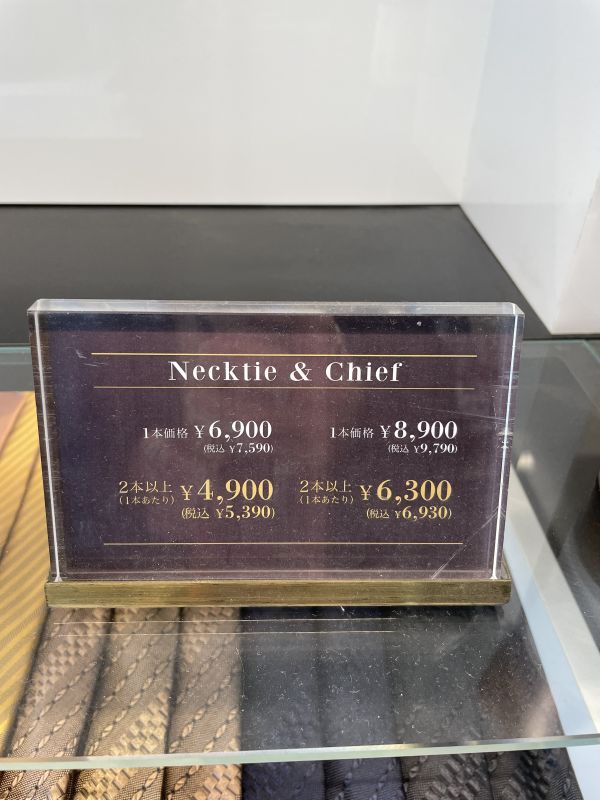 Necktie & Chief
1本価格 ¥6,900
(税込 ¥7,590)
1本価格 ¥8,900
(税込 ¥9,790)
2本以上 ¥4,900
(1本あたり) (税込 ¥5,390)
2本以上 ¥6,300
(1本あたり) (税込 ¥6,930)